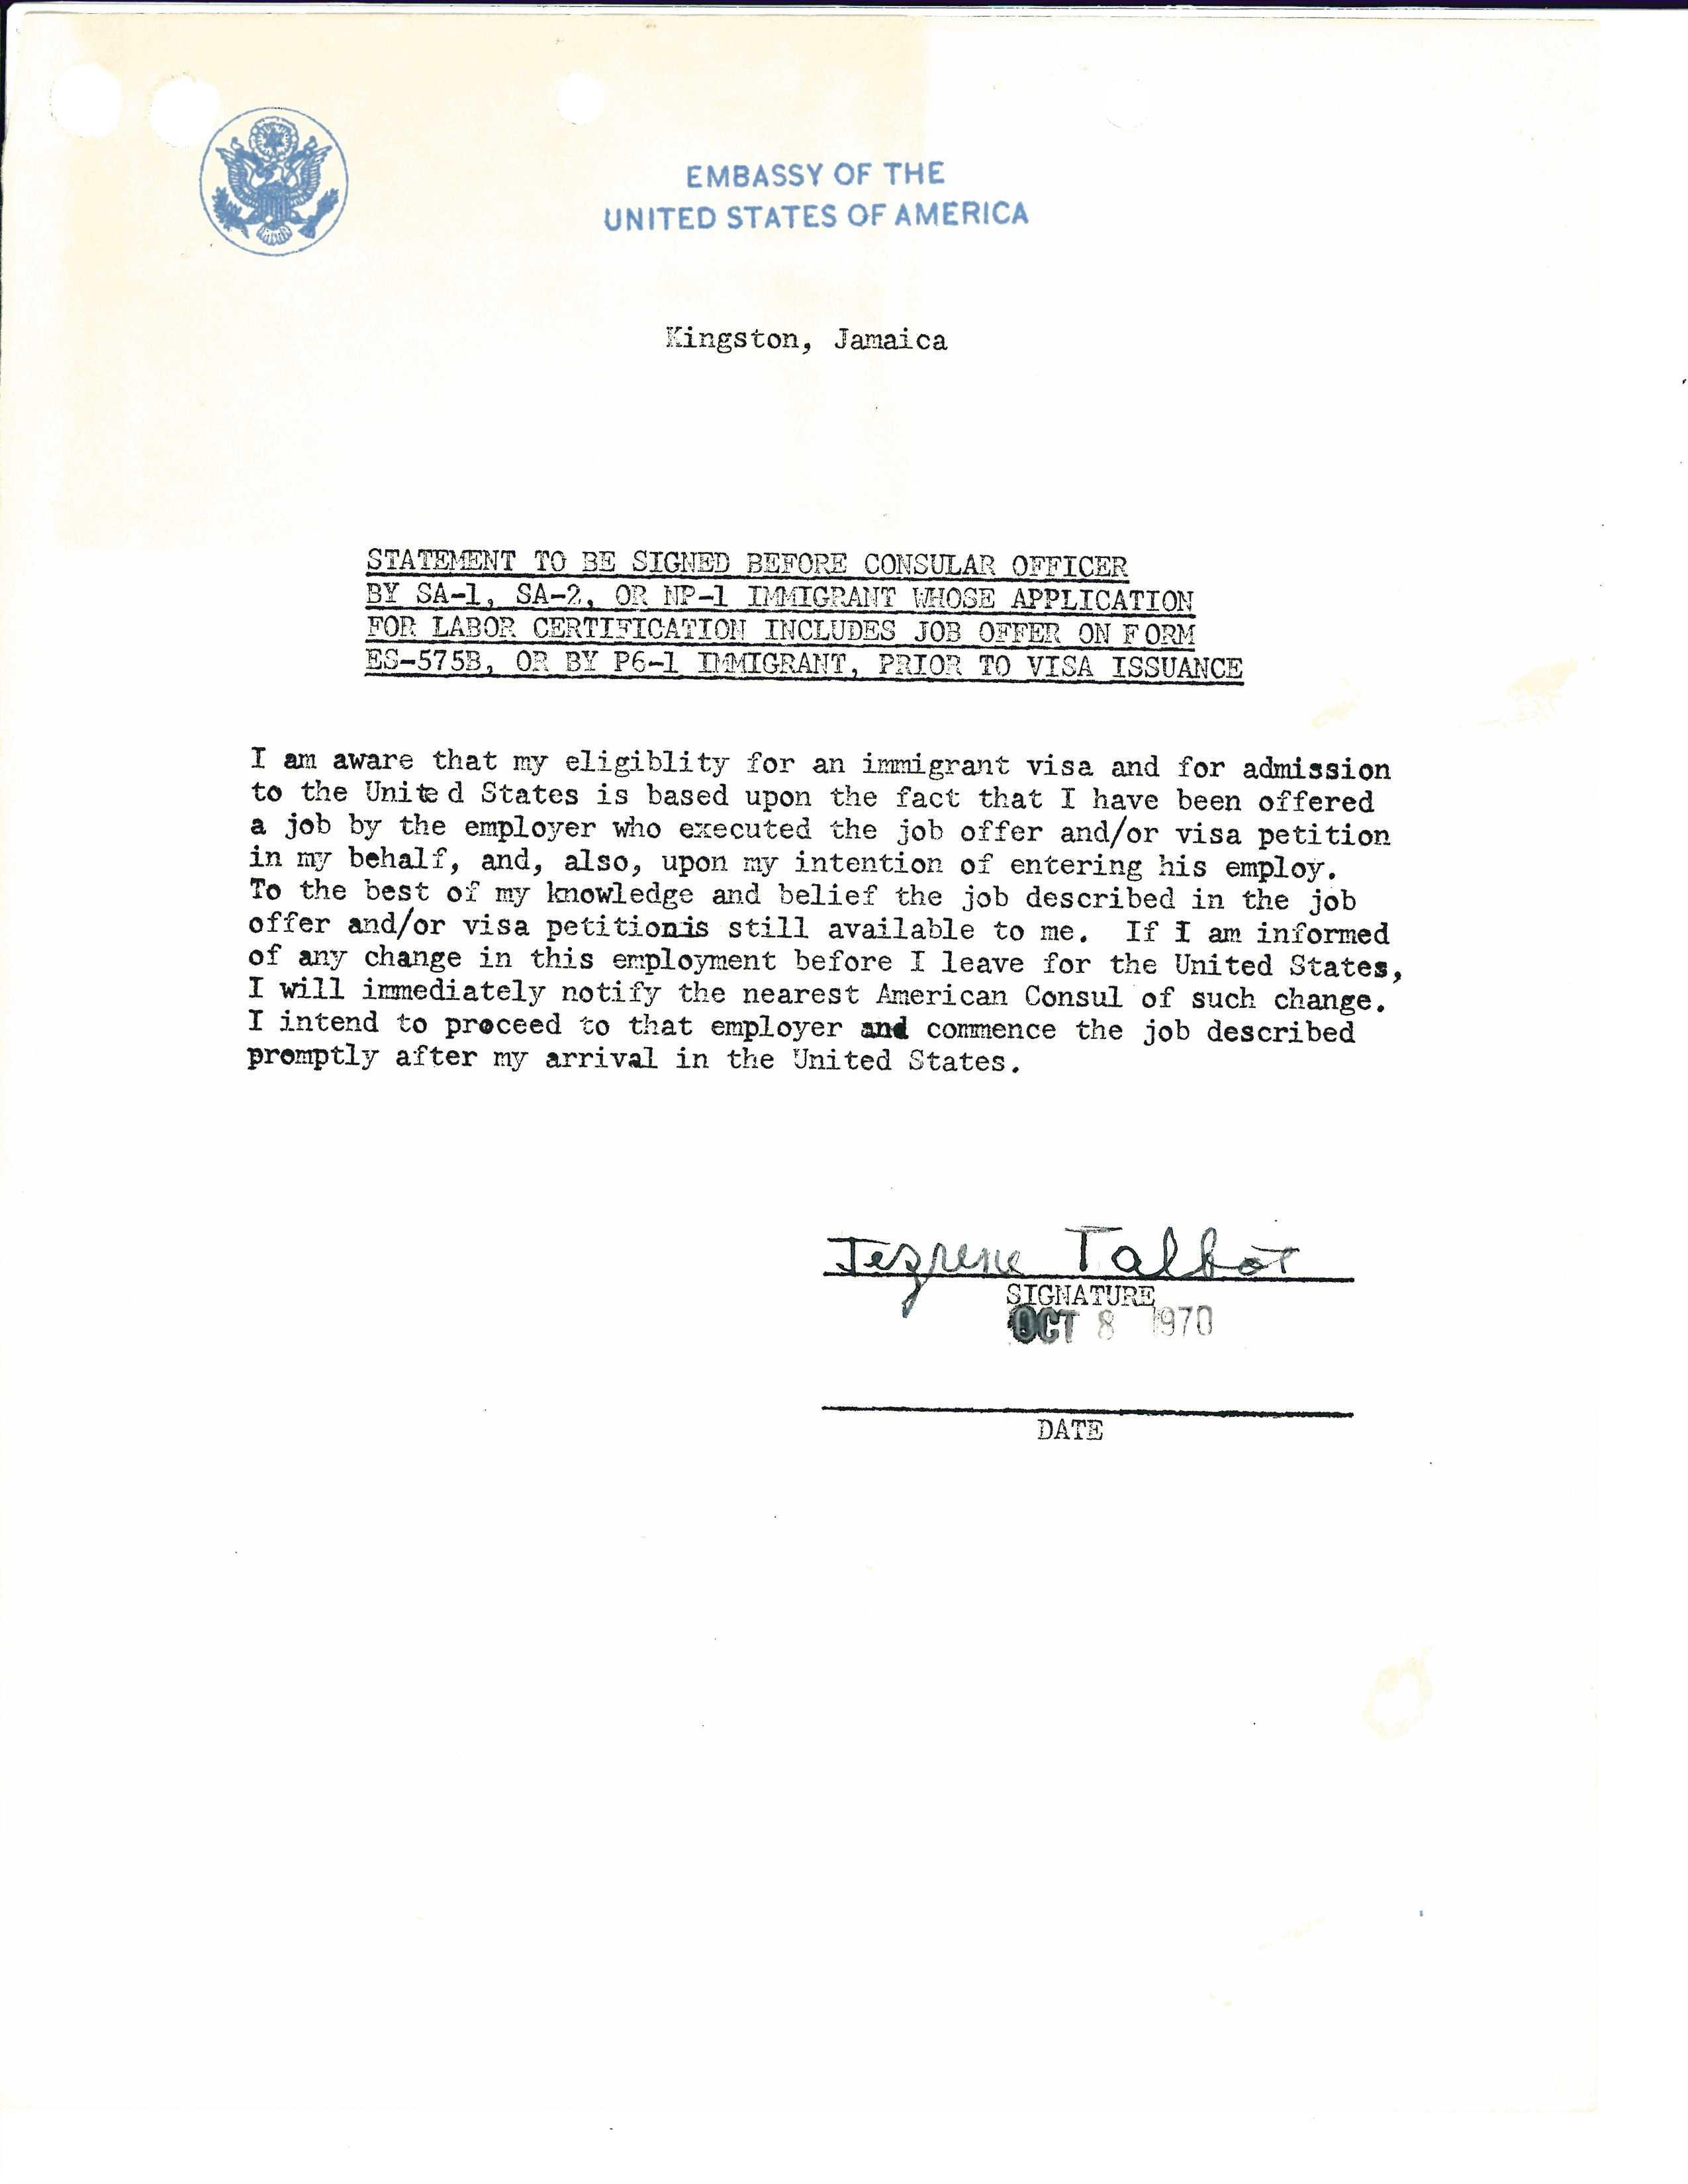 EMBASSY OF THE
UNITED STATES OF AMERICA
Kingston, Jamaica
STATEMENT TO BE SIGNED BEFORE CONSULAR OFFICER
BY SA-1, SA-2, OR NP-1 IMMIGRANT WHOSE APPLICATION
FOR LABOR CERTIFICATION INCLUDES JOB OFFER ON FORM
ES-575B, OR BY P6-1 IMMIGRANT, PRIOR TO VISA ISSUANCE
I am aware that my eligiblity for an immigrant visa and for admission
to the United States is based upon the fact that I have been offered
a job by the employer who executed the job offer and/or visa petition
in my behalf, and, also, upon my intention of entering his employ.
To the best of my knowledge and belief the job described in the job
offer and/or visa petitionis still available to me. If I am informed
of any change in this employment before I leave for the United States,
I will immediately notify the nearest American Consul of such change.
I intend to proceed to that employer and commence the job described
promptly after my arrival in the United States.
Jezrene Talbot
SIGNATURE
OCT 8 1970
DATE